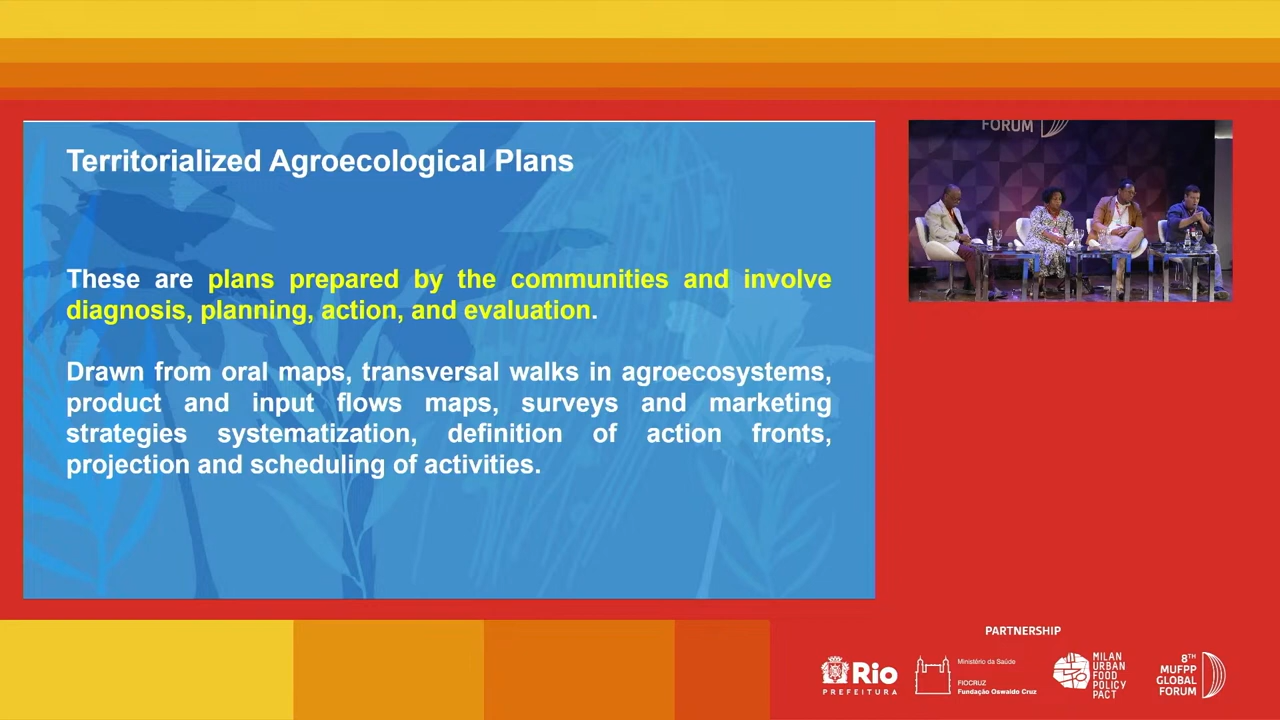 Territorialized Agroecological Plans
These are plans prepared by the communities and involve
diagnosis, planning, action, and evaluation.
Drawn from oral maps, transversal walks in agroecosystems,
product and input flows maps, surveys and marketing
strategies systematization, definition of action fronts,
projection and scheduling of activities.
FORUM
PARTNERSHIP
Rio
PREFEITURA
Ministério da Saúde
FIOCRUZ
Fundação Oswaldo Cruz
MILAN
URBAN
FOOD
POLICY
PACT
8TH
MUFPP
GLOBAL
FORUM